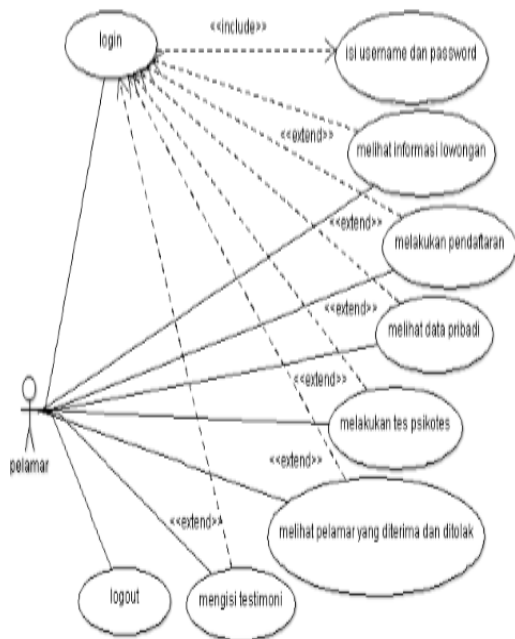 login
<<include>>
isi username dan password
<<extend>>
melihat informasi lowongan
<<extend>>
melakukan pendaftaran
<<extend>>
melihat data pribadi
<<extend>>
melakukan tes psikotes
pelamar
<<extend>>
melihat pelamar yang diterima dan ditolak
<<extend>>
logout
mengisi testimoni